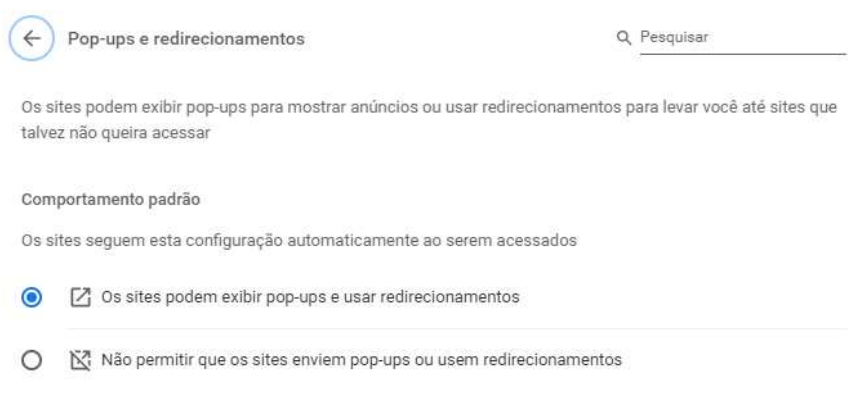 Pop-ups e redirecionamentos
Pesquisar
Os sites podem exibir pop-ups para mostrar anúncios ou usar redirecionamentos para levar você até sites que
talvez não queira acessar
Comportamento padrão
Os sites seguem esta configuração automaticamente ao serem acessados
Os sites podem exibir pop-ups e usar redirecionamentos
Não permitir que os sites enviem pop-ups ou usem redirecionamentos